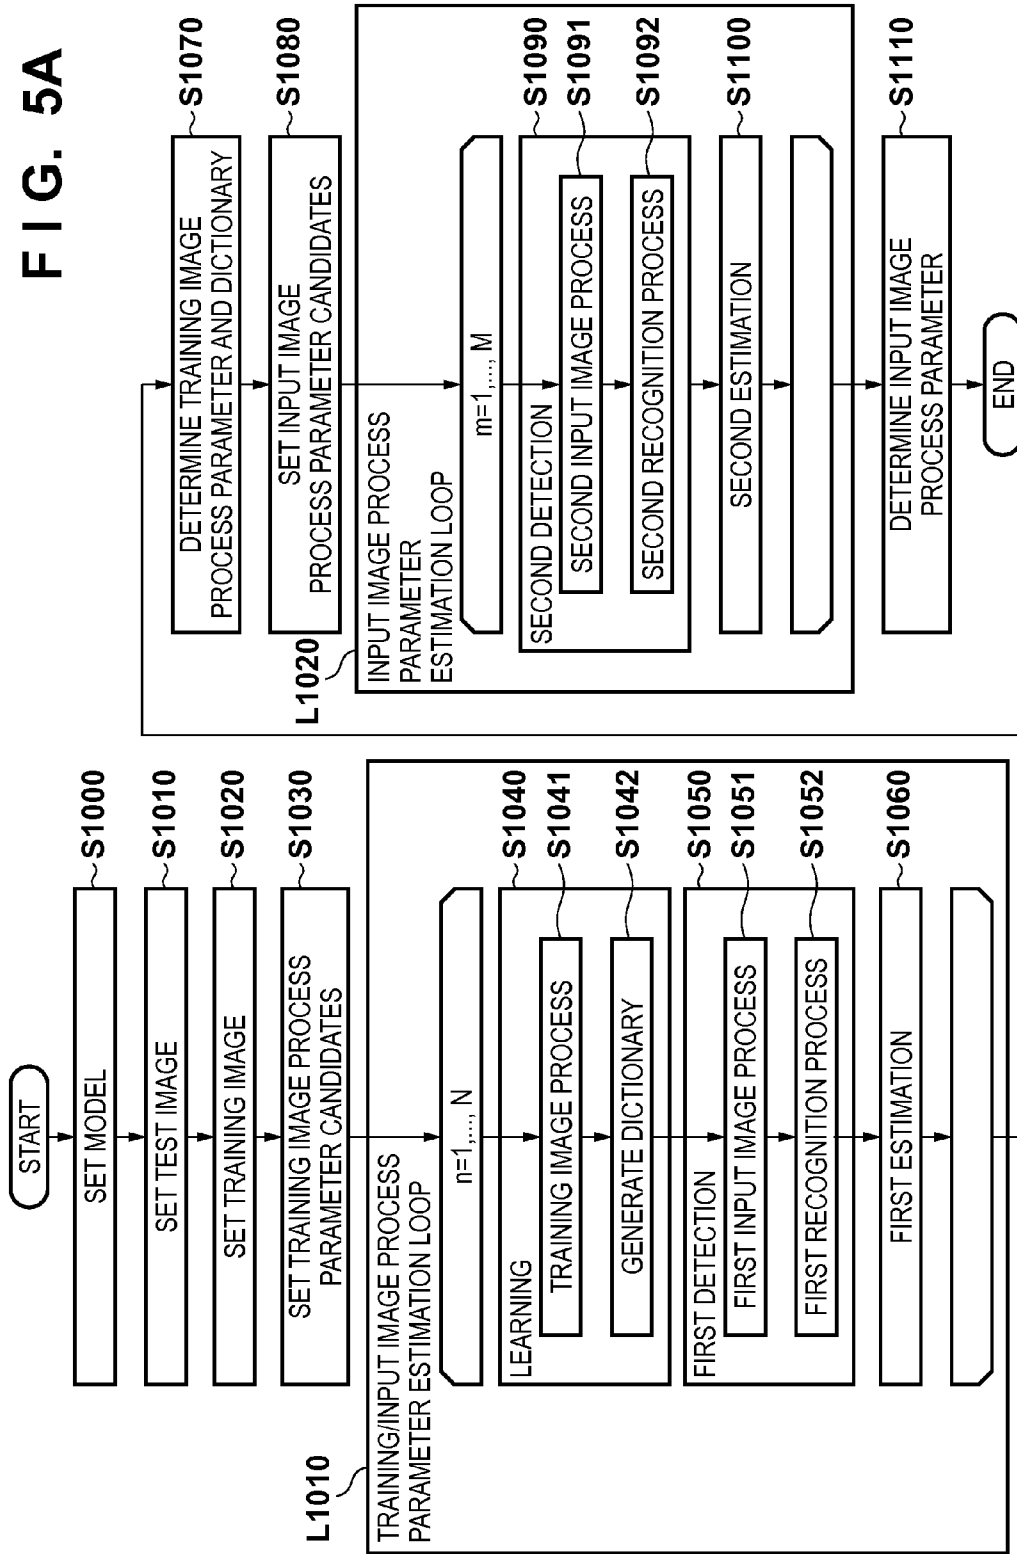 FIG. 5A
START
SET MODEL
S1000
SET TEST IMAGE
S1010
SET TRAINING IMAGE
S1020
SET TRAINING IMAGE PROCESS
PARAMETER CANDIDATES
S1030
L1010
TRAINING/INPUT IMAGE PROCESS
PARAMETER ESTIMATION LOOP
n=1,..., N
LEARNING
S1040
TRAINING IMAGE PROCESS
S1041
GENERATE DICTIONARY
S1042
FIRST DETECTION
S1050
FIRST INPUT IMAGE PROCESS
S1051
FIRST RECOGNITION PROCESS
S1052
FIRST ESTIMATION
S1060
DETERMINE TRAINING IMAGE
PROCESS PARAMETER AND DICTIONARY
S1070
SET INPUT IMAGE
PROCESS PARAMETER CANDIDATES
S1080
L1020
INPUT IMAGE PROCESS
PARAMETER
ESTIMATION LOOP
m=1,..., M
SECOND DETECTION
S1090
SECOND INPUT IMAGE PROCESS
S1091
SECOND RECOGNITION PROCESS
S1092
SECOND ESTIMATION
S1100
DETERMINE INPUT IMAGE
PROCESS PARAMETER
S1110
END